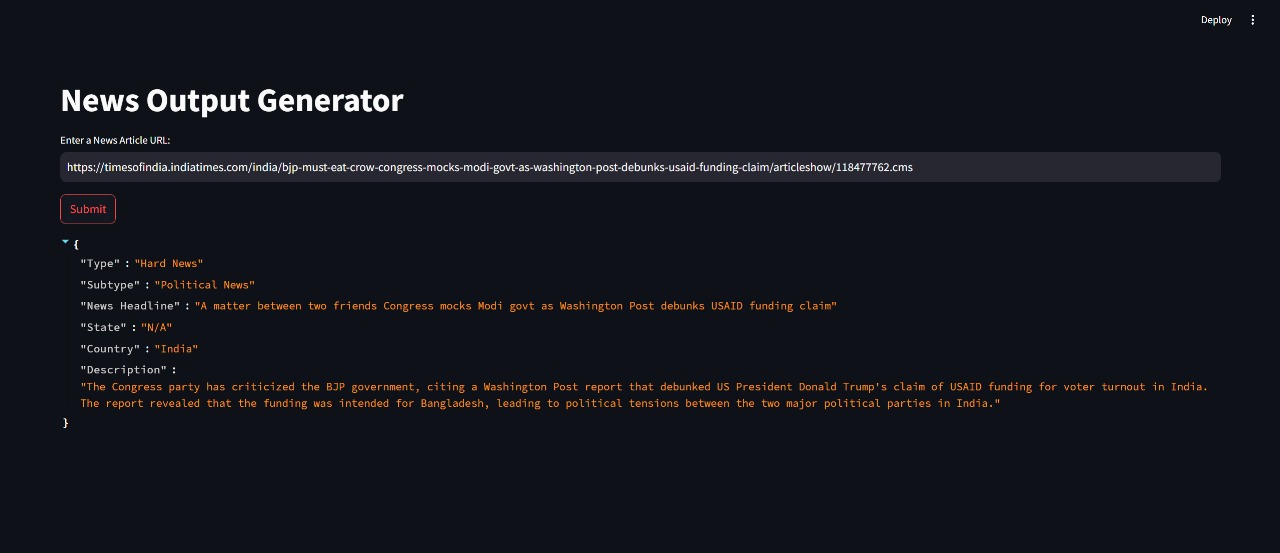 Deploy
News Output Generator
Enter a News Article URL:
https://timesofindia.indiatimes.com/india/bjp-must-eat-crow-congress-mocks-modi-govt-as-washington-post-debunks-usaid-funding-claim/articleshow/118477762.cms
Submit
{
"Type" : "Hard News"
"Subtype" : "Political News"
"News Headline" : "A matter between two friends Congress mocks Modi govt as Washington Post debunks USAID funding claim"
"State" : "N/A"
"Country" : "India"
"Description" :
"The Congress party has criticized the BJP government, citing a Washington Post report that debunked US President Donald Trump's claim of USAID funding for voter turnout in India.
The report revealed that the funding was intended for Bangladesh, leading to political tensions between the two major political parties in India."
}